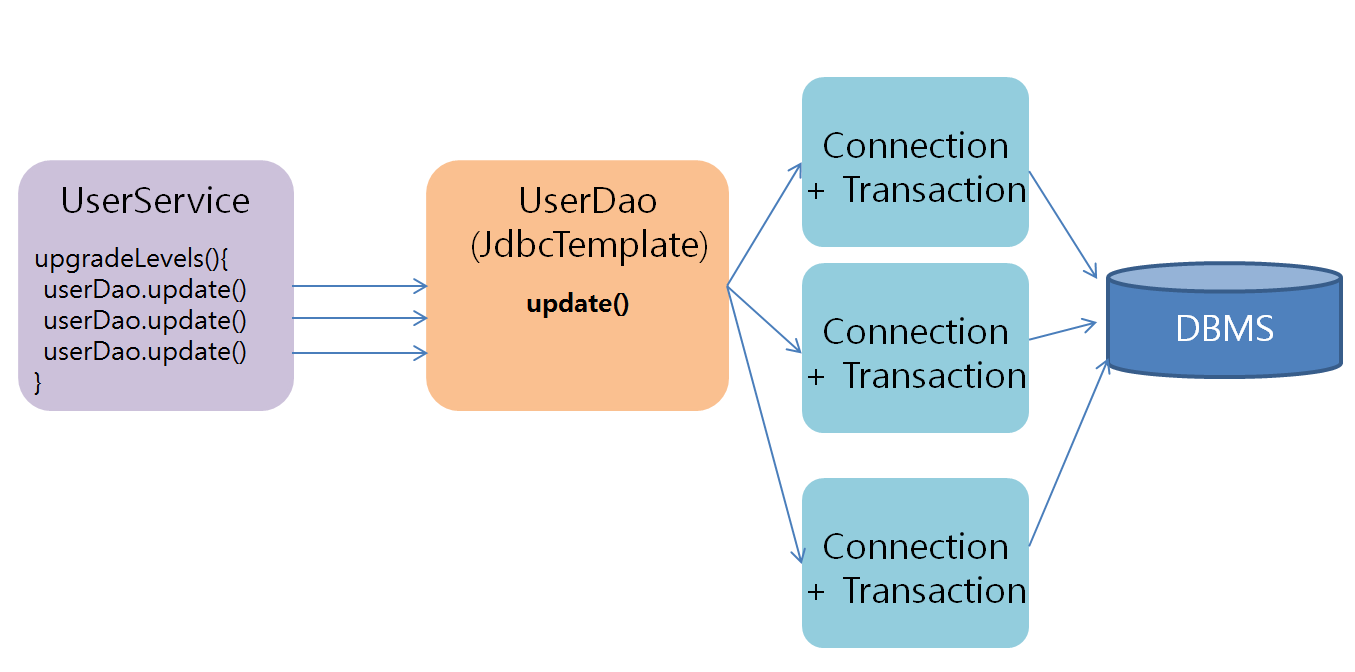 UserService
upgradeLevels(){
userDao.update()
userDao.update()
userDao.update()
}
UserDao
(JdbcTemplate)
update()
Connection
+ Transaction
Connection
+ Transaction
Connection
+ Transaction
DBMS